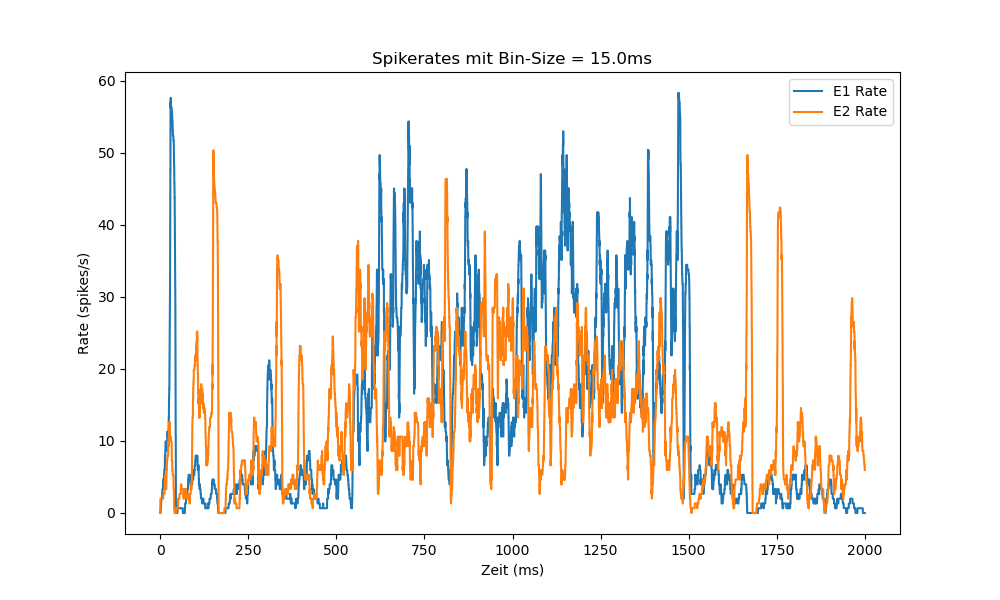 Spikerates mit Bin-Size = 15.0ms
E1 Rate
E2 Rate
Rate (spikes/s)
60
50
40
30
20
10
0
0 250 500 750 1000 1250 1500 1750 2000
Zeit (ms)